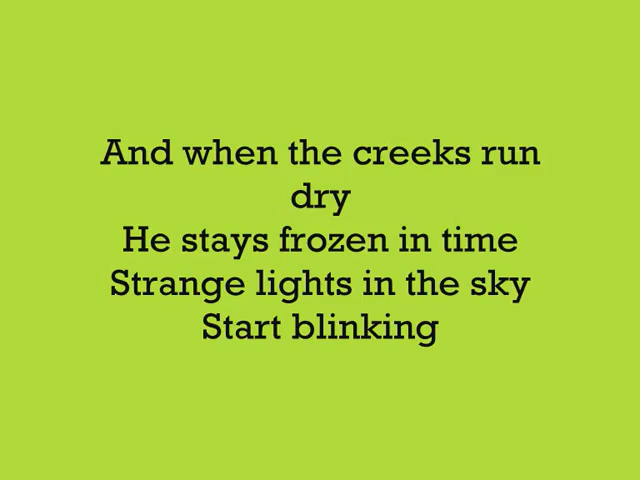 And when the creeks run
dry
He stays frozen in time
Strange lights in the sky
Start blinking